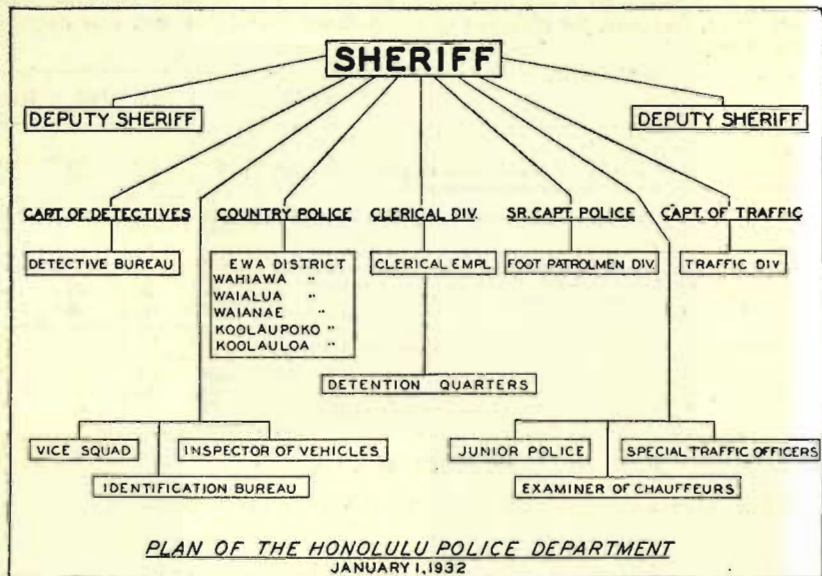 SHERIFF
DEPUTY SHERIFF
DEPUTY SHERIFF
CAPT. OF DETECTIVES
COUNTRY POLICE
CLERICAL DIV.
SR. CAPT. POLICE
CAPT. OF TRAFFIC
DETECTIVE BUREAU
EWA DISTRICT
WAHIAWA "
WAIALUA "
WAIANAE "
KOOLAUPOKO "
KOOLAULOA "
CLERICAL EMPL
FOOT PATROLMEN DIV.
TRAFFIC DIV
DETENTION QUARTERS
VICE SQUAD
INSPECTOR OF VEHICLES
IDENTIFICATION BUREAU
JUNIOR POLICE
SPECIAL TRAFFIC OFFICERS
EXAMINER OF CHAUFFEURS
PLAN OF THE HONOLULU POLICE DEPARTMENT
JANUARY 1, 1932